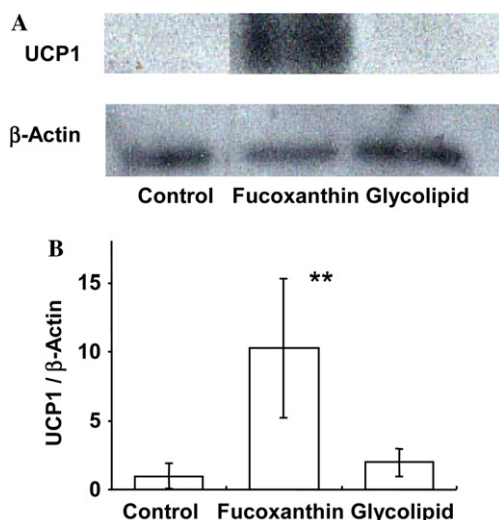 A
UCP1
β-Actin
Control Fucoxanthin Glycolipid
B
UCP1 / β-Actin
15
10
5
0
**
Control Fucoxanthin Glycolipid